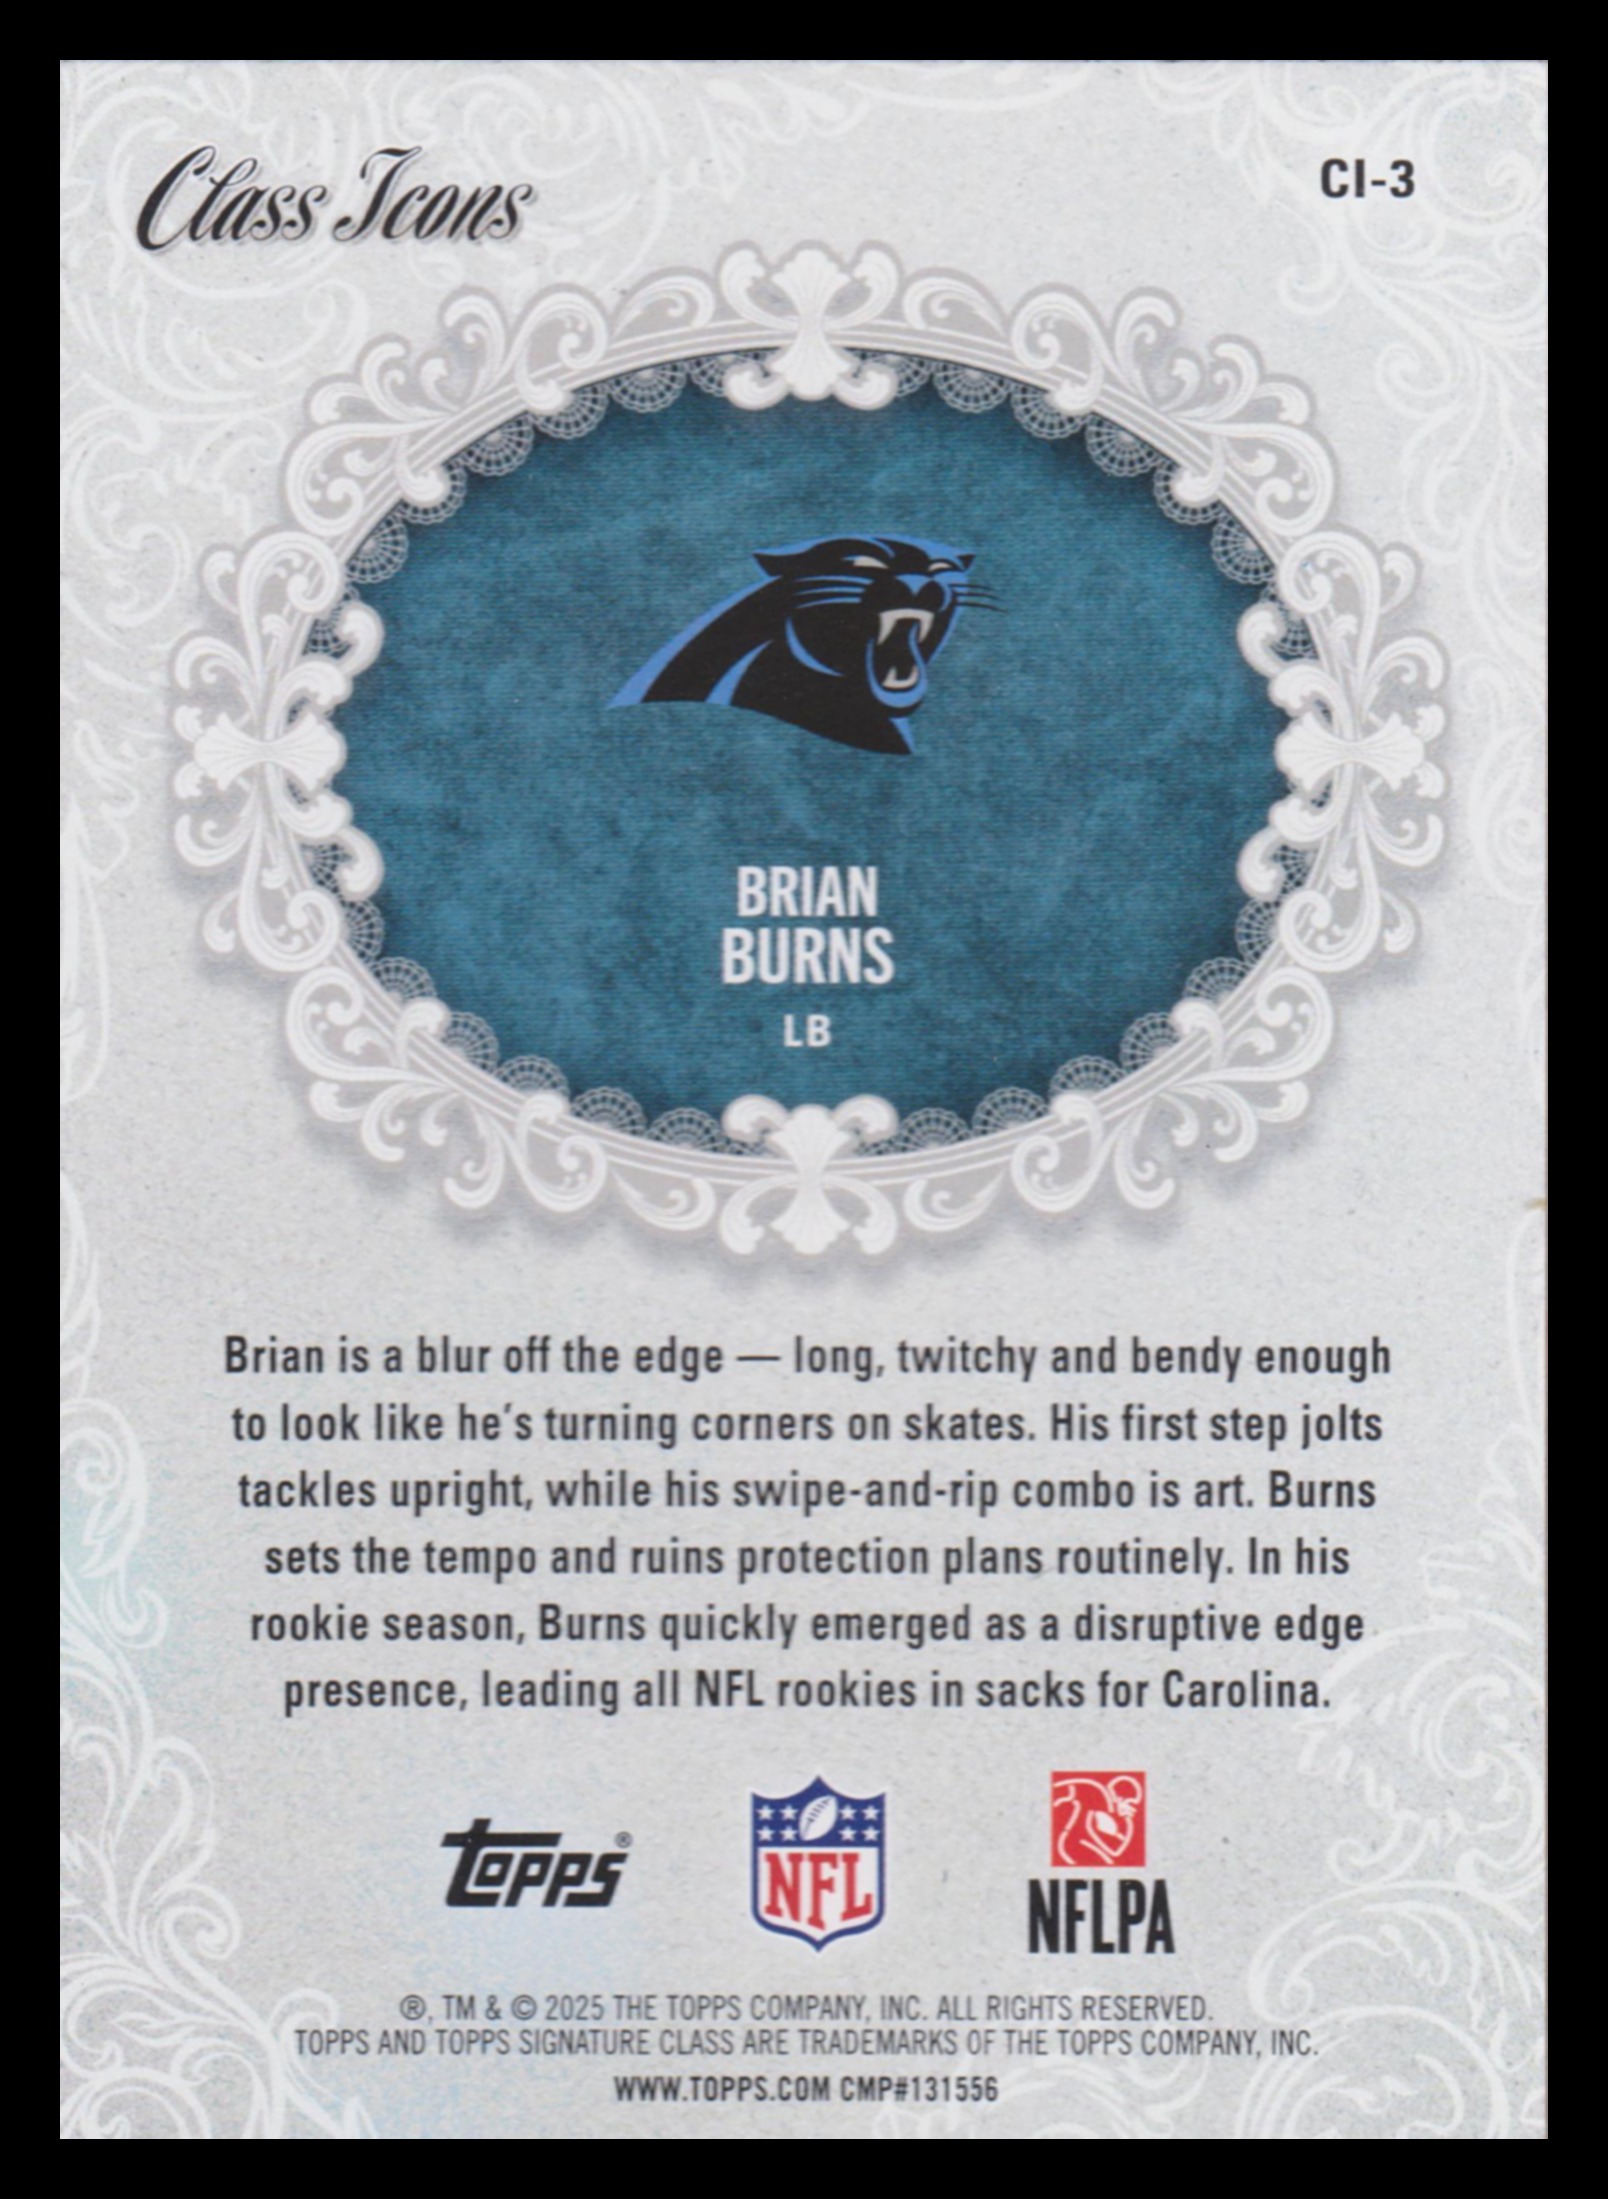 Class Icons
CI-3
BRIAN
BURNS
LB
Brian is a blur off the edge — long, twitchy and bendy enough
to look like he's turning corners on skates. His first step jolts
tackles upright, while his swipe-and-rip combo is art. Burns
sets the tempo and ruins protection plans routinely. In his
rookie season, Burns quickly emerged as a disruptive edge
presence, leading all NFL rookies in sacks for Carolina.
Topps®
NFL
NFLPA
®, TM & © 2025 THE TOPPS COMPANY, INC. ALL RIGHTS RESERVED.
TOPPS AND TOPPS SIGNATURE CLASS ARE TRADEMARKS OF THE TOPPS COMPANY, INC.
WWW.TOPPS.COM CMP#131556